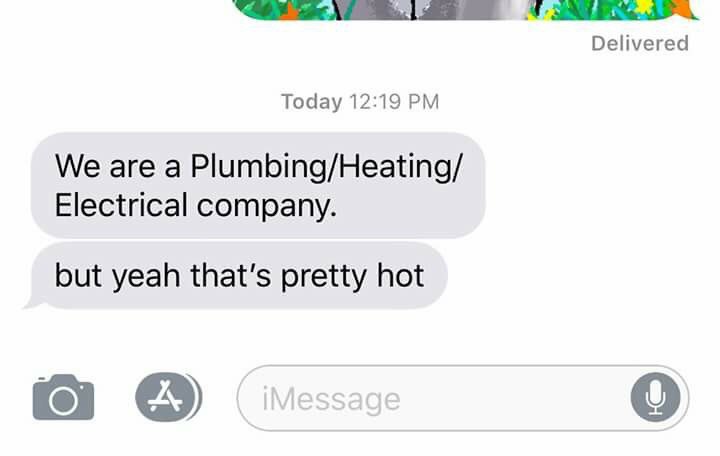 Delivered
Today 12:19 PM
We are a Plumbing/Heating/
Electrical company.
but yeah that’s pretty hot
iMessage